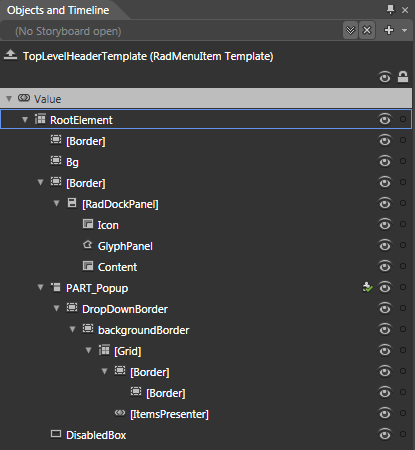 Objects and Timeline
(No Storyboard open)
TopLevelHeaderTemplate (RadMenuItem Template)
Value
RootElement
[Border]
Bg
[Border]
[RadDockPanel]
Icon
GlyphPanel
Content
PART_Popup
DropDownBorder
backgroundBorder
[Grid]
[Border]
[Border]
[ItemsPresenter]
DisabledBox